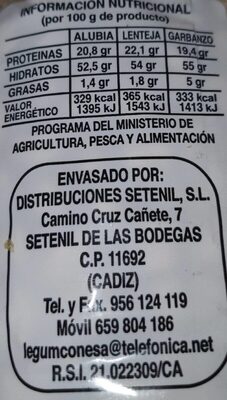 INFORMACION NUTRICIONAL
(por 100 g de producto)
ALUBIA LENTEJA GARBANZO
PROTEINAS 20,8 gr 22,1 gr 19,4 gr
HIDRATOS 52,5 gr 54 gr 55 gr
GRASAS 1,4 gr 1,8 gr 5 gr
VALOR ENERGÉTICO 329 kcal 365 kcal 333 kcal
1395 KJ 1543 KJ 1413 KJ
PROGRAMA DEL MINISTERIO DE
AGRICULTURA, PESCA Y ALIMENTACIÓN
ENVASADO POR:
DISTRIBUCIONES SETENIL, S.L.
Camino Cruz Cañete, 7
SETENIL DE LAS BODEGAS
C.P. 11692
(CADIZ)
Tel. y Fax. 956 124 119
Móvil 659 804 186
legumconesa@telefonica.net
R.S.I. 21.022309/CA